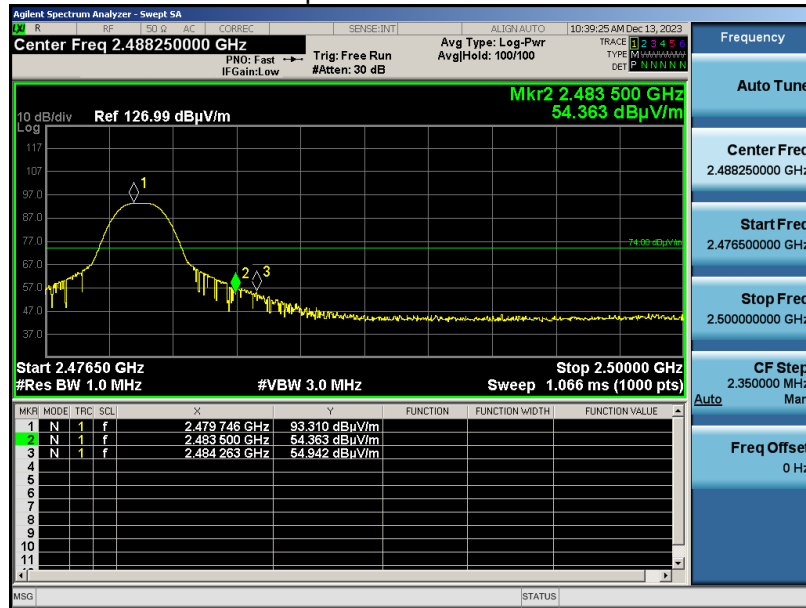 Agilent Spectrum Analyzer - Swept SA
LXI R RF 50 Ω AC CORREC SENSE:INT ALIGN AUTO 10:39:25 AM Dec 13, 2023
Center Freq 2.488250000 GHz
PNO: Fast
IFGain:Low
Trig: Free Run
#Atten: 30 dB
Avg Type: Log-Pwr
Avg|Hold: 100/100
TRACE 1 2 3 4 5 6
TYPE M WWWWW
DET P N N N N N
Mkr2 2.483 500 GHz
54.363 dBµV/m
10 dB/div Ref 126.99 dBµV/m
Log
117
107
97.0
87.0
77.0
67.0
57.0
47.0
37.0
1
2
3
74.00 dBµV/m
Start 2.47650 GHz Stop 2.50000 GHz
#Res BW 1.0 MHz #VBW 3.0 MHz Sweep 1.066 ms (1000 pts)
MKR MODE TRC SCL X Y FUNCTION FUNCTION WIDTH FUNCTION VALUE
1 N 1 f 2.479 746 GHz 93.310 dBµV/m
2 N 1 f 2.483 500 GHz 54.363 dBµV/m
3 N 1 f 2.484 263 GHz 54.942 dBµV/m
4
5
6
7
8
9
10
11
MSG STATUS
Frequency
Auto Tune
Center Freq
2.488250000 GHz
Start Freq
2.476500000 GHz
Stop Freq
2.500000000 GHz
CF Step
2.350000 MHz
Auto Man
Freq Offset
0 Hz